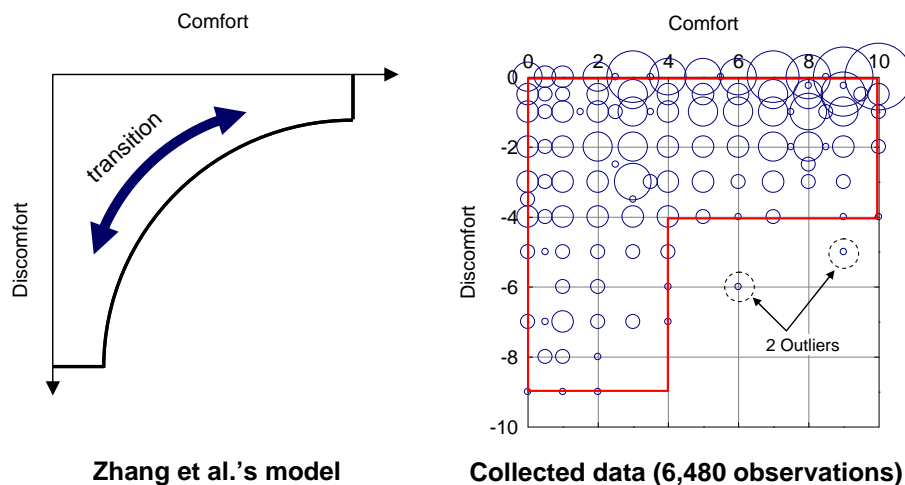 Comfort
Discomfort
transition
Zhang et al.'s model
Comfort
0 2 4 6 8 10
Discomfort
0
-2
-4
-6
-8
-10
2 Outliers
Collected data (6,480 observations)